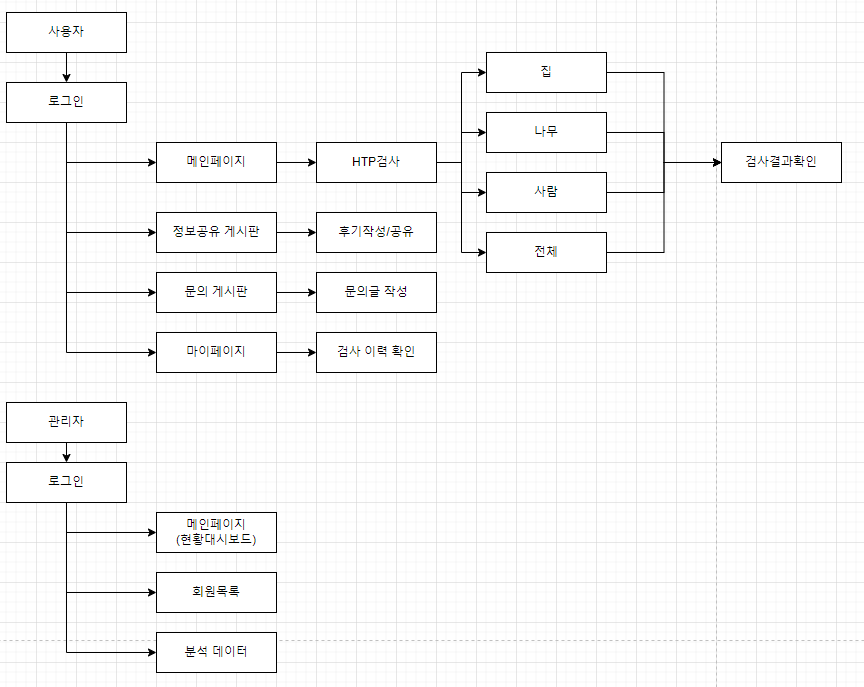 사용자
로그인
메인페이지
HTP검사
집
나무
사람
전체
검사결과확인
정보공유 게시판
후기작성/공유
문의 게시판
문의글 작성
마이페이지
검사 이력 확인
관리자
로그인
메인페이지
(현황대시보드)
회원목록
분석 데이터